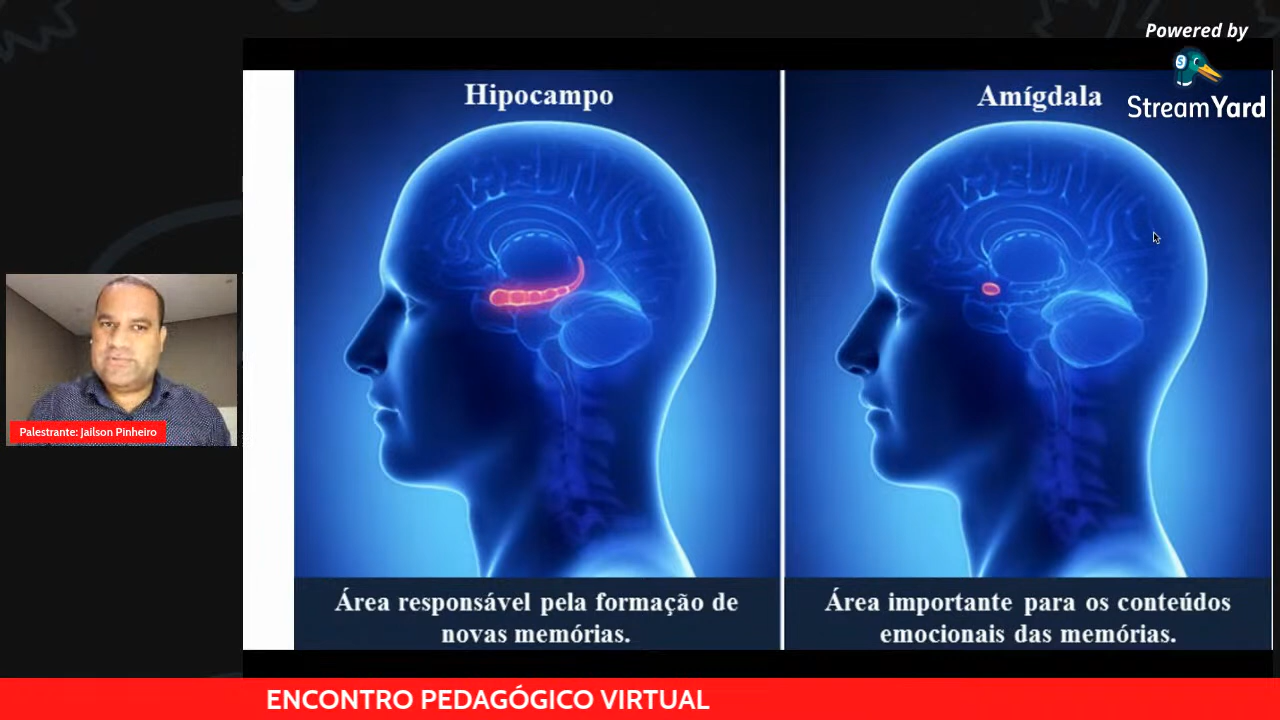 Powered by
StreamYard
Hipocampo
Amígdala
Área responsável pela formação de
novas memórias.
Área importante para os conteúdos
emocionais das memórias.
Palestrante: Jailson Pinheiro
ENCONTRO PEDAGÓGICO VIRTUAL